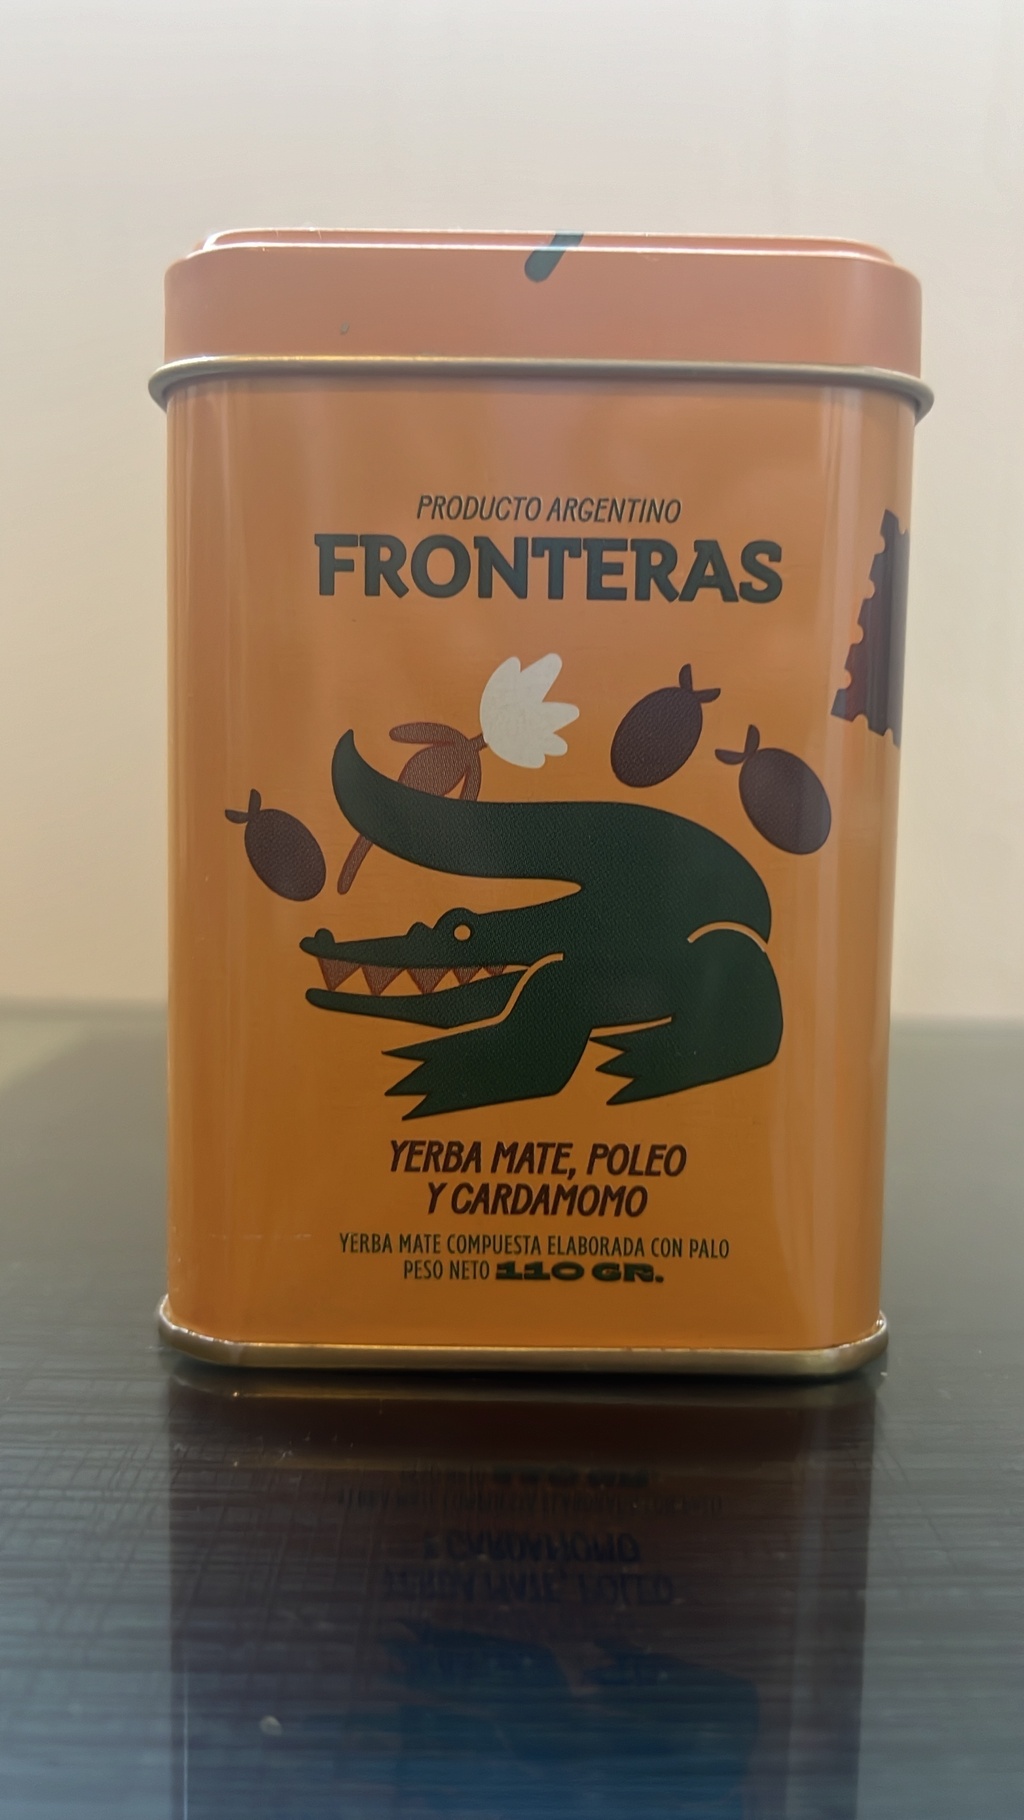 PRODUCTO ARGENTINO
FRONTERAS
YERBA MATE, POLEO
Y CARDAMOMO
YERBA MATE COMPUESTA ELABORADA CON PALO
PESO NETO 110 GR.